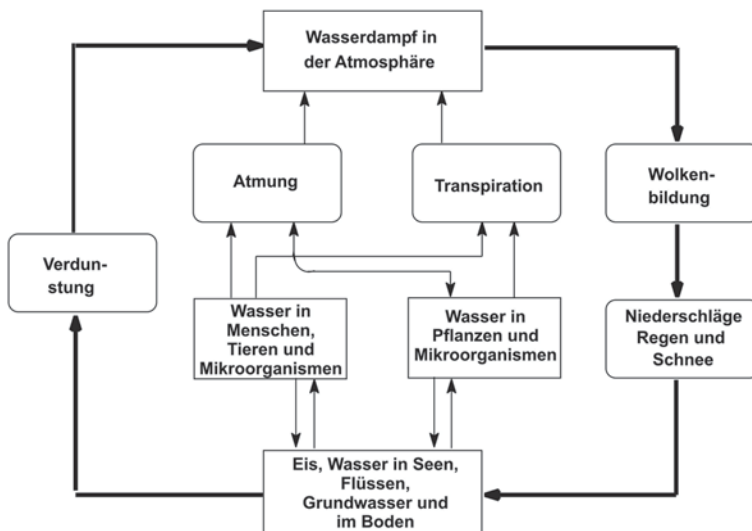 Wasserdampf in
der Atmosphäre
Atmung
Transpiration
Wolken-
bildung
Verdun-
stung
Wasser in
Menschen,
Tieren und
Mikroorganismen
Wasser in
Pflanzen und
Mikroorganismen
Niederschläge
Regen und
Schnee
Eis, Wasser in Seen,
Flüssen,
Grundwasser und
im Boden